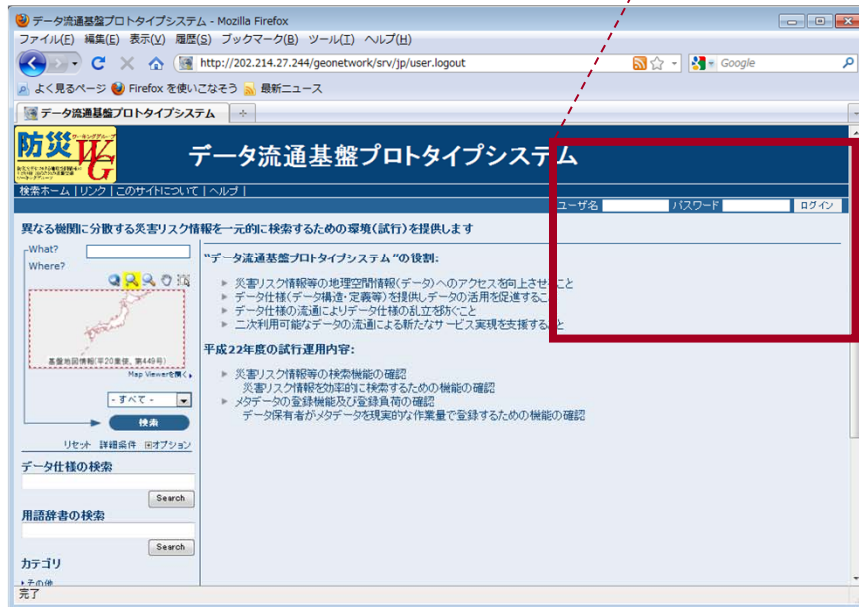 データ流通基盤プロトタイプシステム - Mozilla Firefox
ファイル(F) 編集(E) 表示(V) 履歴(S) ブックマーク(B) ツール(T) ヘルプ(H)
http://202.214.27.244/geonetwork/srv/jp/user.logout
Google
よく見るページ Firefox を使いこなそう 最新ニュース
データ流通基盤プロトタイプシステム
防災 WG
データ流通基盤プロトタイプシステム
検索ホーム | リンク | このサイトについて | ヘルプ |
ユーザ名 パスワード ログイン
異なる機関に分散する災害リスク情報を一元的に検索するための環境(試行)を提供します
What?
Where?
基盤地図情報(平20業使、第449号)
Map Viewerを開く
- すべて -
検索
リセット 詳細条件 オプション
データ仕様の検索
Search
用語辞書の検索
Search
カテゴリ
その他
"データ流通基盤プロトタイプシステム"の役割:
災害リスク情報等の地理空間情報(データ)へのアクセスを向上させること
データ仕様(データ構造・定義等)を提供しデータの活用を促進すること
データ仕様の流通によりデータ仕様の乱立を防ぐこと
二次利用可能なデータの流通による新たなサービス実現を支援すること
平成22年度の試行運用内容:
災害リスク情報等の検索機能の確認
災害リスク情報を効率的に検索するための機能の確認
メタデータの登録機能及び登録負荷の確認
データ保有者がメタデータを現実的な作業量で登録するための機能の確認
完了